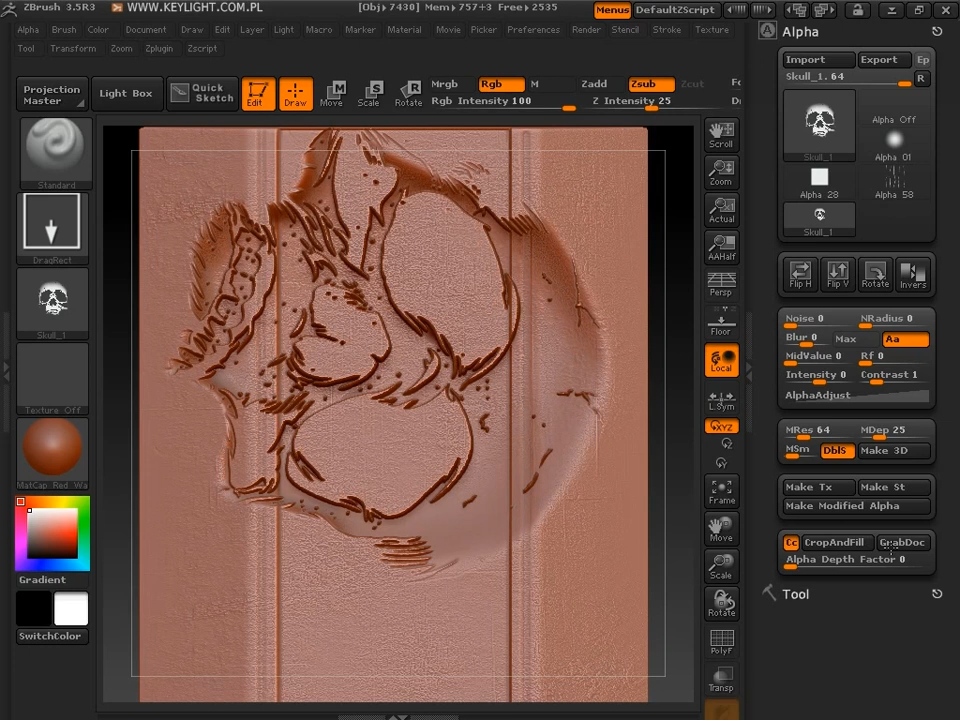 ZBrush 3.5R3 WWW.KEYLIGHT.COM.PL [Obj▸7430] Mem▸757+3 Free▸2535 Menus DefaultZScript
Alpha Brush Color Document Draw Edit Layer Light Macro Marker Material Movie Picker Preferences Render Stencil Stroke Texture
Tool Transform Zoom Zplugin Zscript
Projection Master
Light Box
Quick Sketch
Edit
Draw
Move
Scale
Rotate
Mrgb Rgb M Zadd Zsub Zcut
Rgb Intensity 100 Z Intensity 25
Standard
DragRect
Skull_1
Texture Off
MatCap Red Wa
Gradient
SwitchColor
Scroll
Zoom
Actual
AAHalf
Persp
Floor
Local
L.Sym
XYZ
Frame
Move
Scale
Rotate
PolyF
Transp
Alpha
Import Export Ep
Skull_1. 64 R
Skull_1
Alpha Off
Alpha 01
Alpha 28
Alpha 58
Skull_1
Flip H Flip V Rotate Invers
Noise 0 NRadius 0
Blur 0 Max Aa
MidValue 0 Rf 0
Intensity 0 Contrast 1
AlphaAdjust
MRes 64 MDep 25
MSm DblS Make 3D
Make Tx Make St
Make Modified Alpha
Cc CropAndFill GrabDoc
Alpha Depth Factor 0
Tool